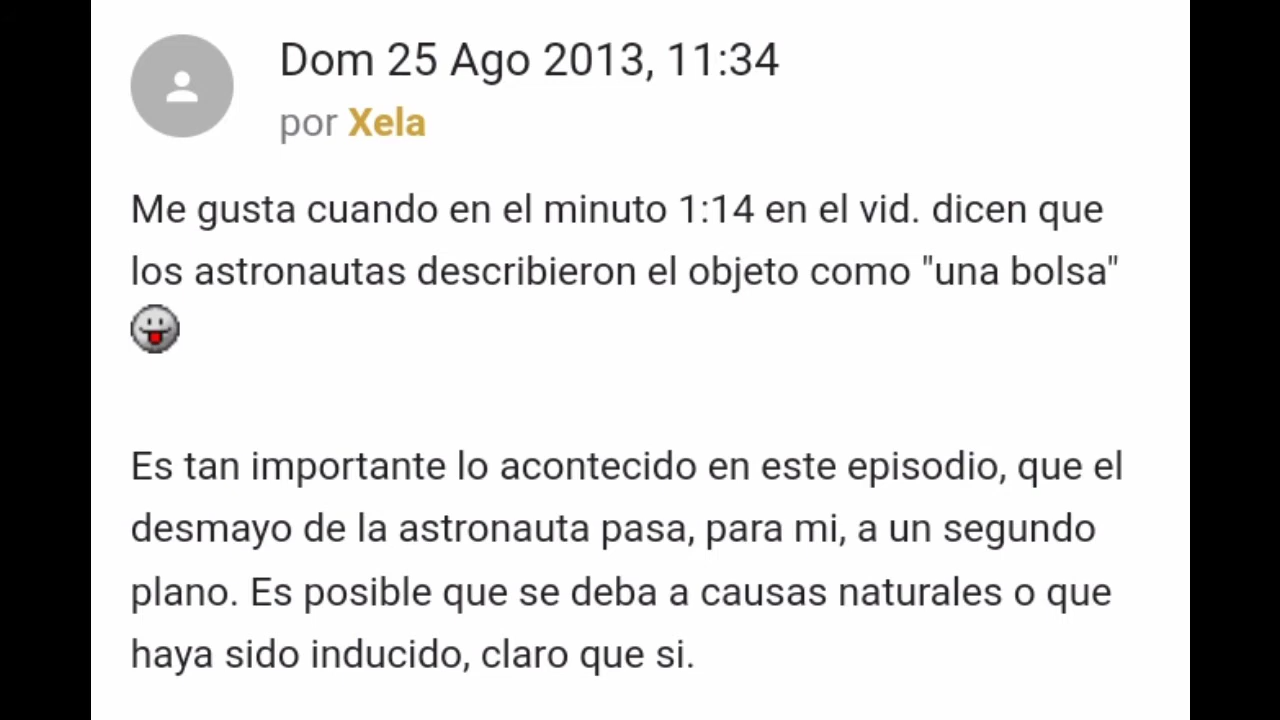 Dom 25 Ago 2013, 11:34
por Xela
Me gusta cuando en el minuto 1:14 en el vid. dicen que
los astronautas describieron el objeto como "una bolsa"
Es tan importante lo acontecido en este episodio, que el
desmayo de la astronauta pasa, para mi, a un segundo
plano. Es posible que se deba a causas naturales o que
haya sido inducido, claro que si.